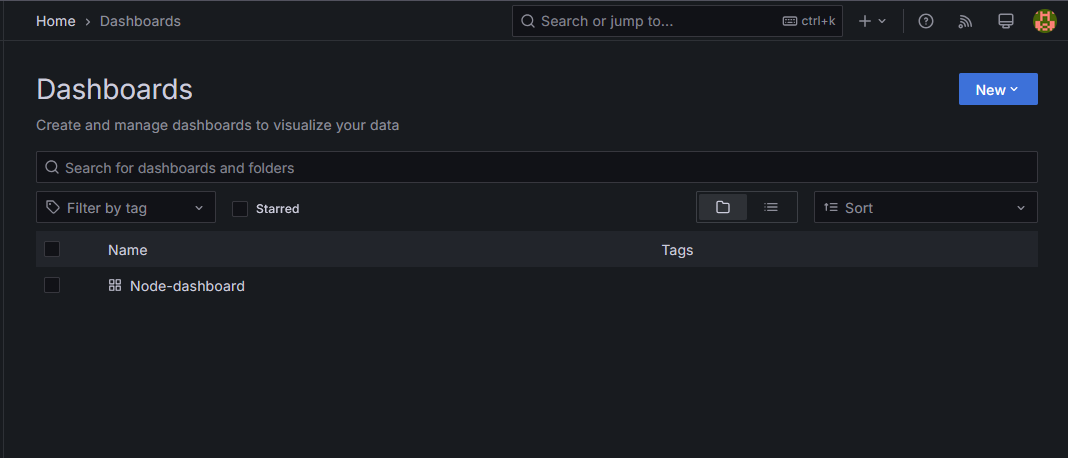 Home > Dashboards
Search or jump to... ctrl+k
Dashboards
New
Create and manage dashboards to visualize your data
Search for dashboards and folders
Filter by tag Starred Sort
Name Tags
Node-dashboard